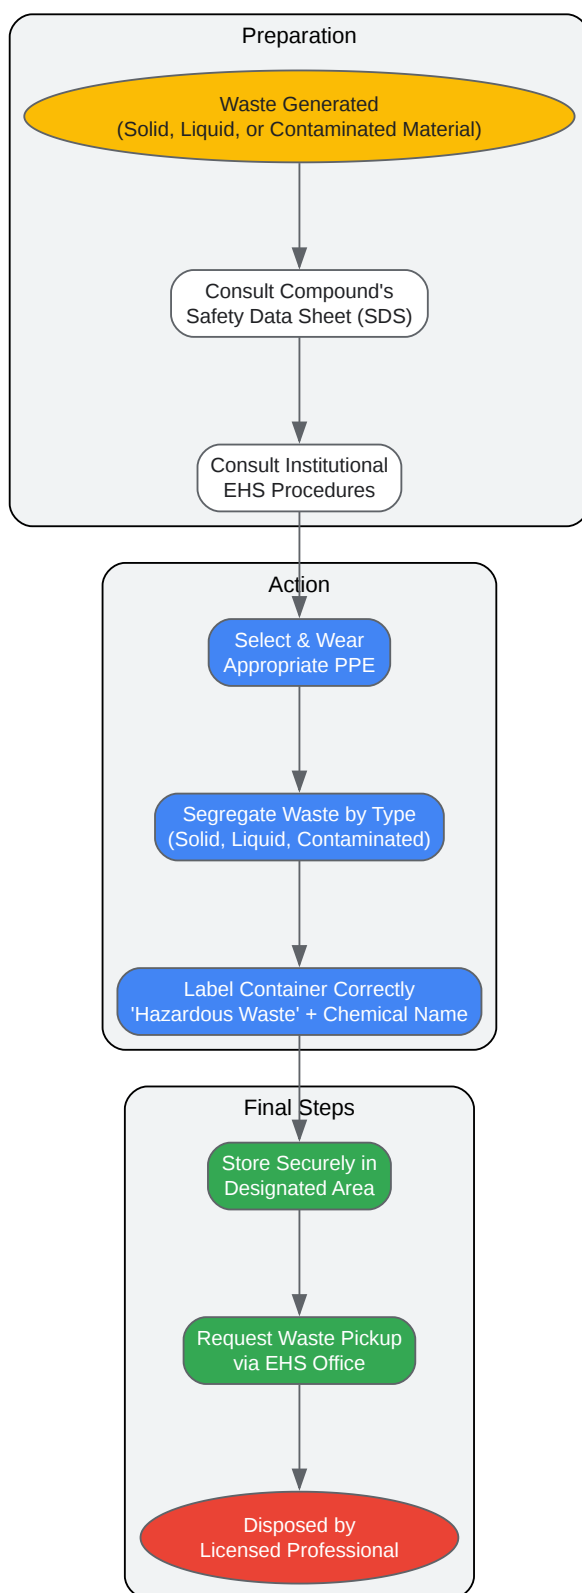 Preparation
Waste Generated
(Solid, Liquid, or Contaminated Material)
Consult Compound's
Safety Data Sheet (SDS)
Consult Institutional
EHS Procedures
Action
Select & Wear
Appropriate PPE
Segregate Waste by Type
(Solid, Liquid, Contaminated)
Label Container Correctly
'Hazardous Waste' + Chemical Name
Final Steps
Store Securely in
Designated Area
Request Waste Pickup
via EHS Office
Disposed by
Licensed Professional